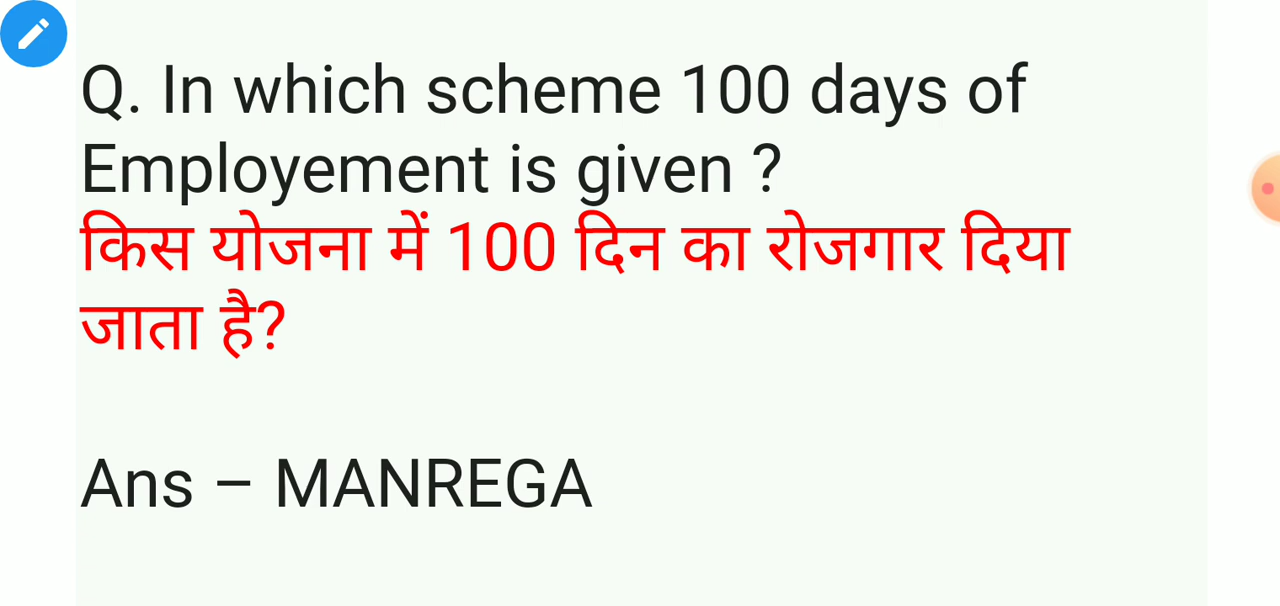 Q. In which scheme 100 days of
Employement is given ?
किस योजना में 100 दिन का रोजगार दिया
जाता है?
Ans – MANREGA